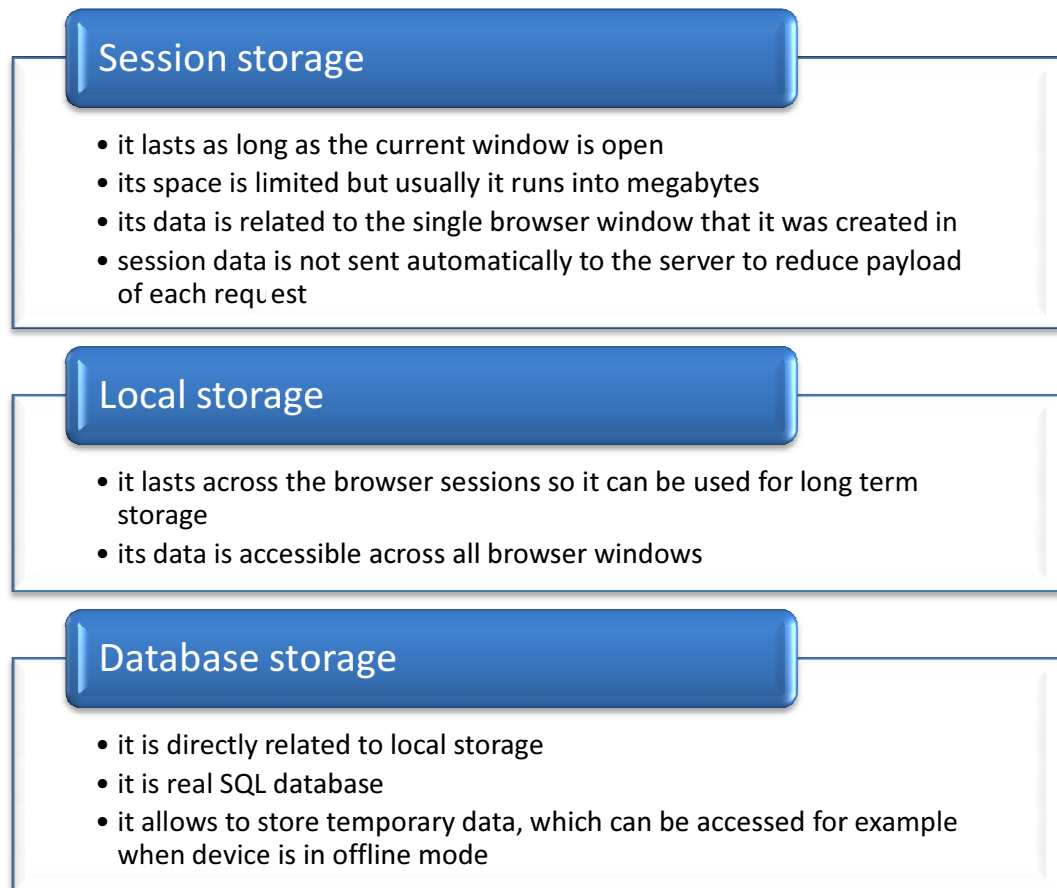 Session storage
• it lasts as long as the current window is open
• its space is limited but usually it runs into megabytes
• its data is related to the single browser window that it was created in
• session data is not sent automatically to the server to reduce payload
of each request
Local storage
• it lasts across the browser sessions so it can be used for long term
storage
• its data is accessible across all browser windows
Database storage
• it is directly related to local storage
• it is real SQL database
• it allows to store temporary data, which can be accessed for example
when device is in offline mode